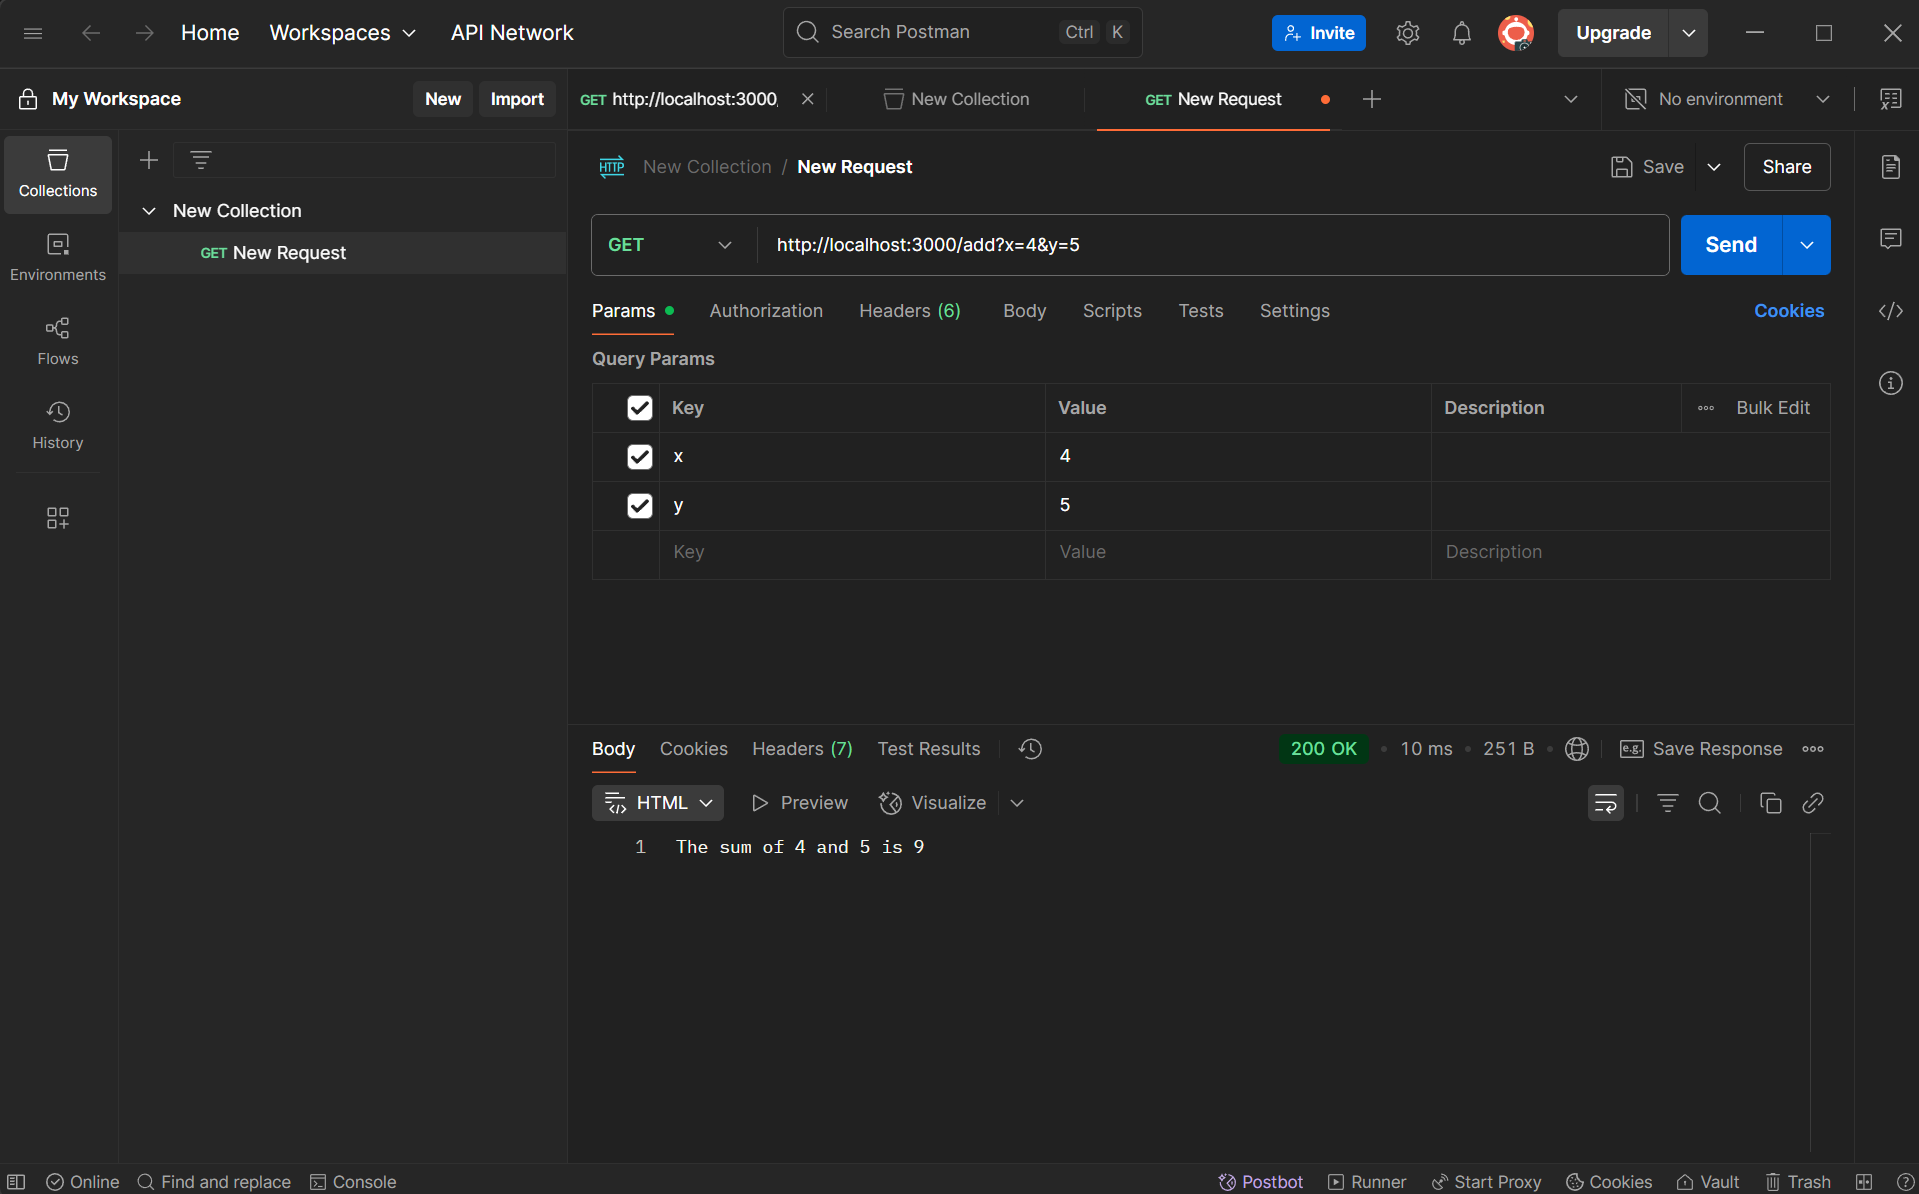 Home Workspaces API Network Search Postman Ctrl K Invite Upgrade
My Workspace New Import GET http://localhost:3000 New Collection GET New Request No environment
Collections
Environments
Flows
History
New Collection
GET New Request
HTTP New Collection / New Request Save Share
GET http://localhost:3000/add?x=4&y=5 Send
Params Authorization Headers (6) Body Scripts Tests Settings Cookies
Query Params
Key Value Description Bulk Edit
x 4
y 5
Key Value Description
Body Cookies Headers (7) Test Results 200 OK 10 ms 251 B e.g. Save Response
HTML Preview Visualize
1 The sum of 4 and 5 is 9
Online Find and replace Console Postbot Runner Start Proxy Cookies Vault Trash